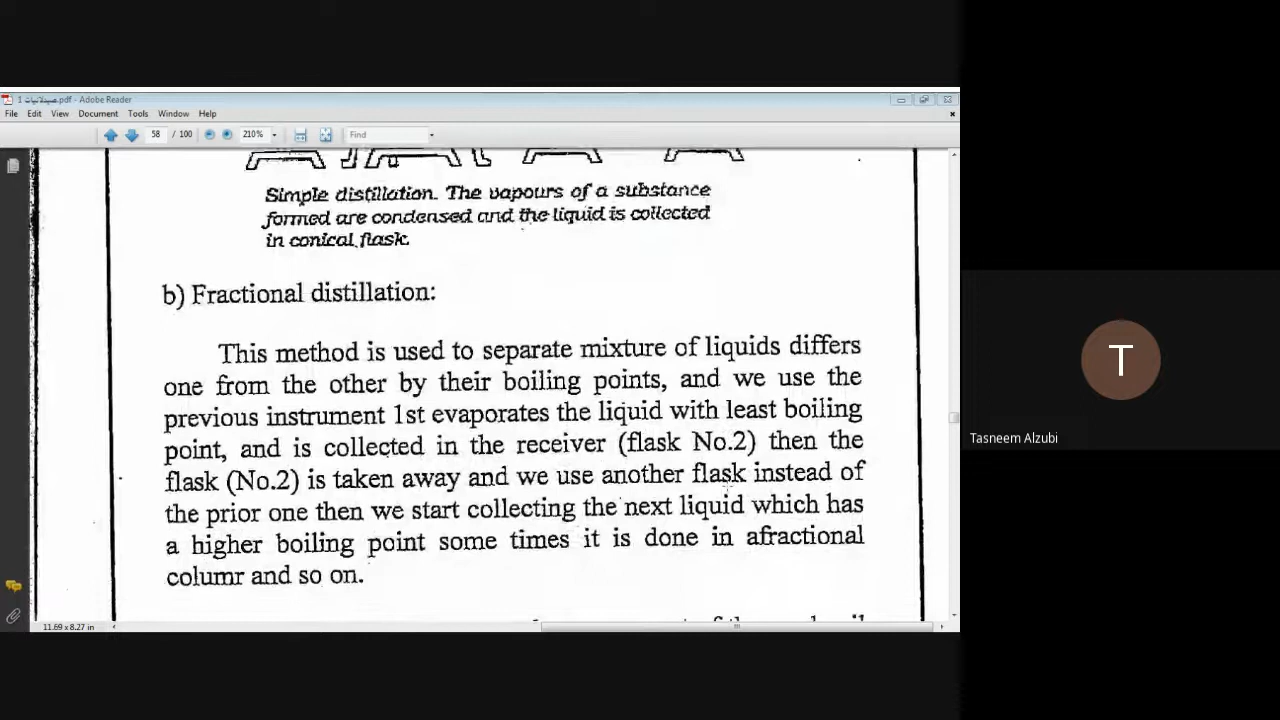 1 صيدلانيات.pdf - Adobe Reader
File Edit View Document Tools Window Help
58 / 100 210% Find
Simple distillation. The vapours of a substance
formed are condensed and the liquid is collected
in conical flask.
b) Fractional distillation:
This method is used to separate mixture of liquids differs
one from the other by their boiling points, and we use the
previous instrument 1st evaporates the liquid with least boiling
point, and is collected in the receiver (flask No.2) then the
flask (No.2) is taken away and we use another flask instead of
the prior one then we start collecting the next liquid which has
a higher boiling point some times it is done in afractional
columr and so on.
11.69 x 8.27 in
T
Tasneem Alzubi